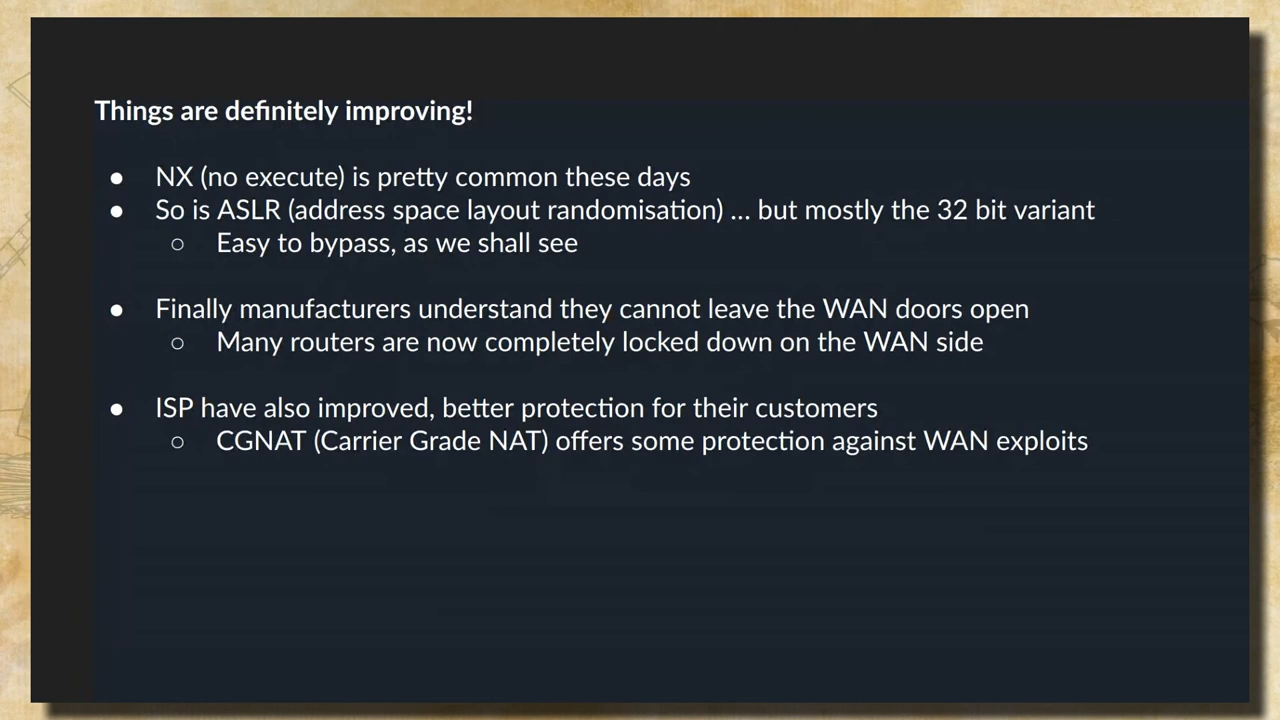 Things are definitely improving!
● NX (no execute) is pretty common these days
● So is ASLR (address space layout randomisation) ... but mostly the 32 bit variant
○ Easy to bypass, as we shall see
● Finally manufacturers understand they cannot leave the WAN doors open
○ Many routers are now completely locked down on the WAN side
● ISP have also improved, better protection for their customers
○ CGNAT (Carrier Grade NAT) offers some protection against WAN exploits